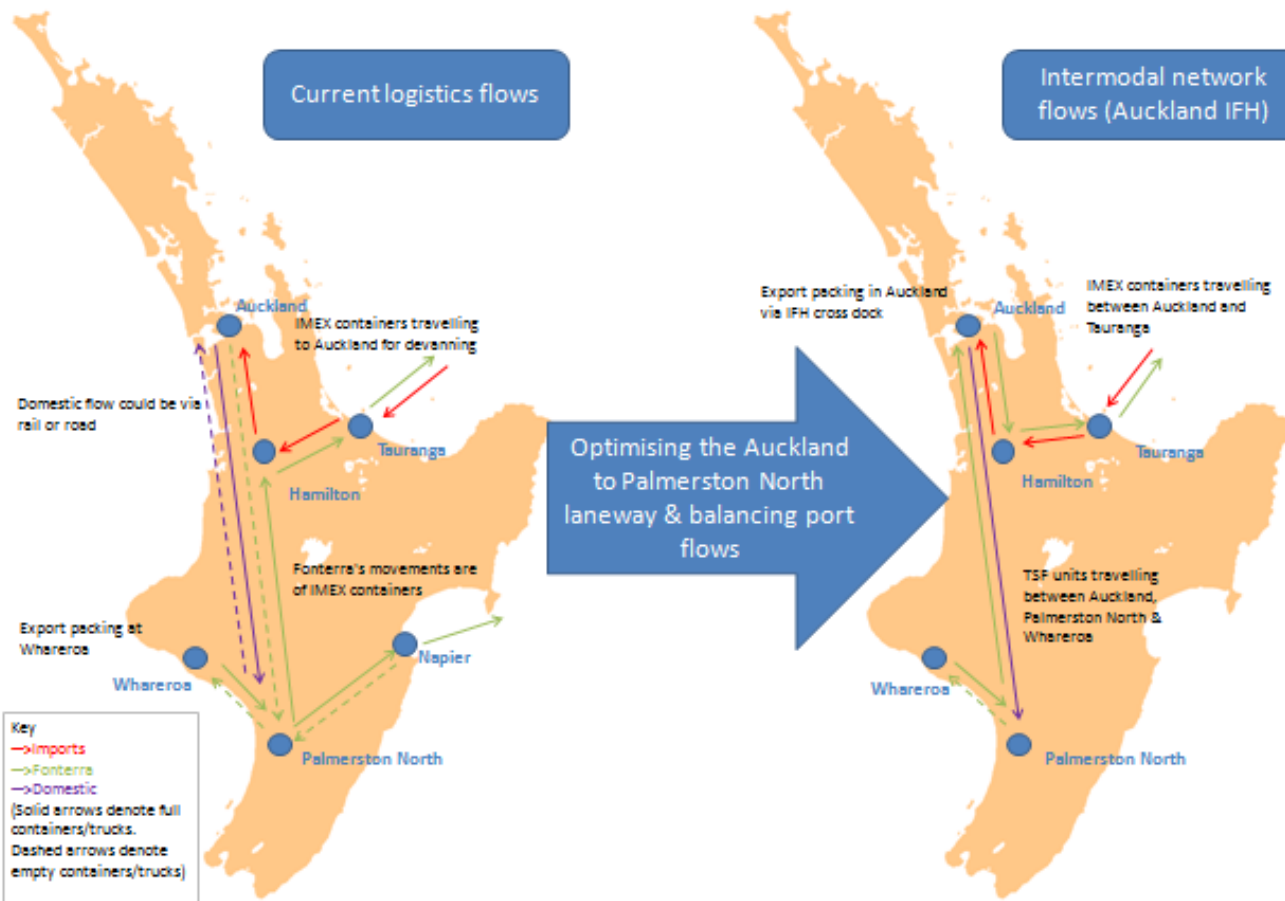 Current logistics flows
Auckland
IMEX containers travelling
to Auckland for devanning
Domestic flow could be via
rail or road
Tauranga
Hamilton
Fonterra's movements are
of IMEX containers
Export packing at
Whareroa
Napier
Whareroa
Palmerston North
Key
Imports
Fonterra
Domestic
(Solid arrows denote full
containers/trucks.
Dashed arrows denote
empty containers/trucks)
Optimising the Auckland
to Palmerston North
laneway & balancing port
flows
Intermodal network
flows (Auckland IFH)
Export packing in Auckland
via IFH cross dock
Auckland
IMEX containers travelling
between Auckland and
Tauranga
Tauranga
Hamilton
TSF units travelling
between Auckland,
Palmerston North &
Whareroa
Whareroa
Palmerston North